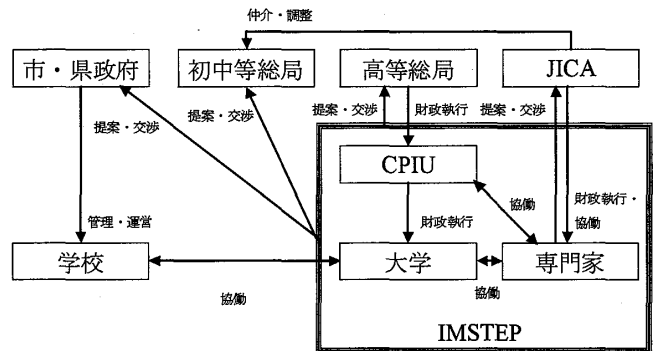 仲介・調整
市・県政府
初中等総局
高等総局
JICA
提案・交渉
提案・交渉
提案・交渉
財政執行
提案・交渉
CPIU
協働
財政執行・
協働
管理・運営
財政執行
学校
大学
専門家
協働
協働
IMSTEP